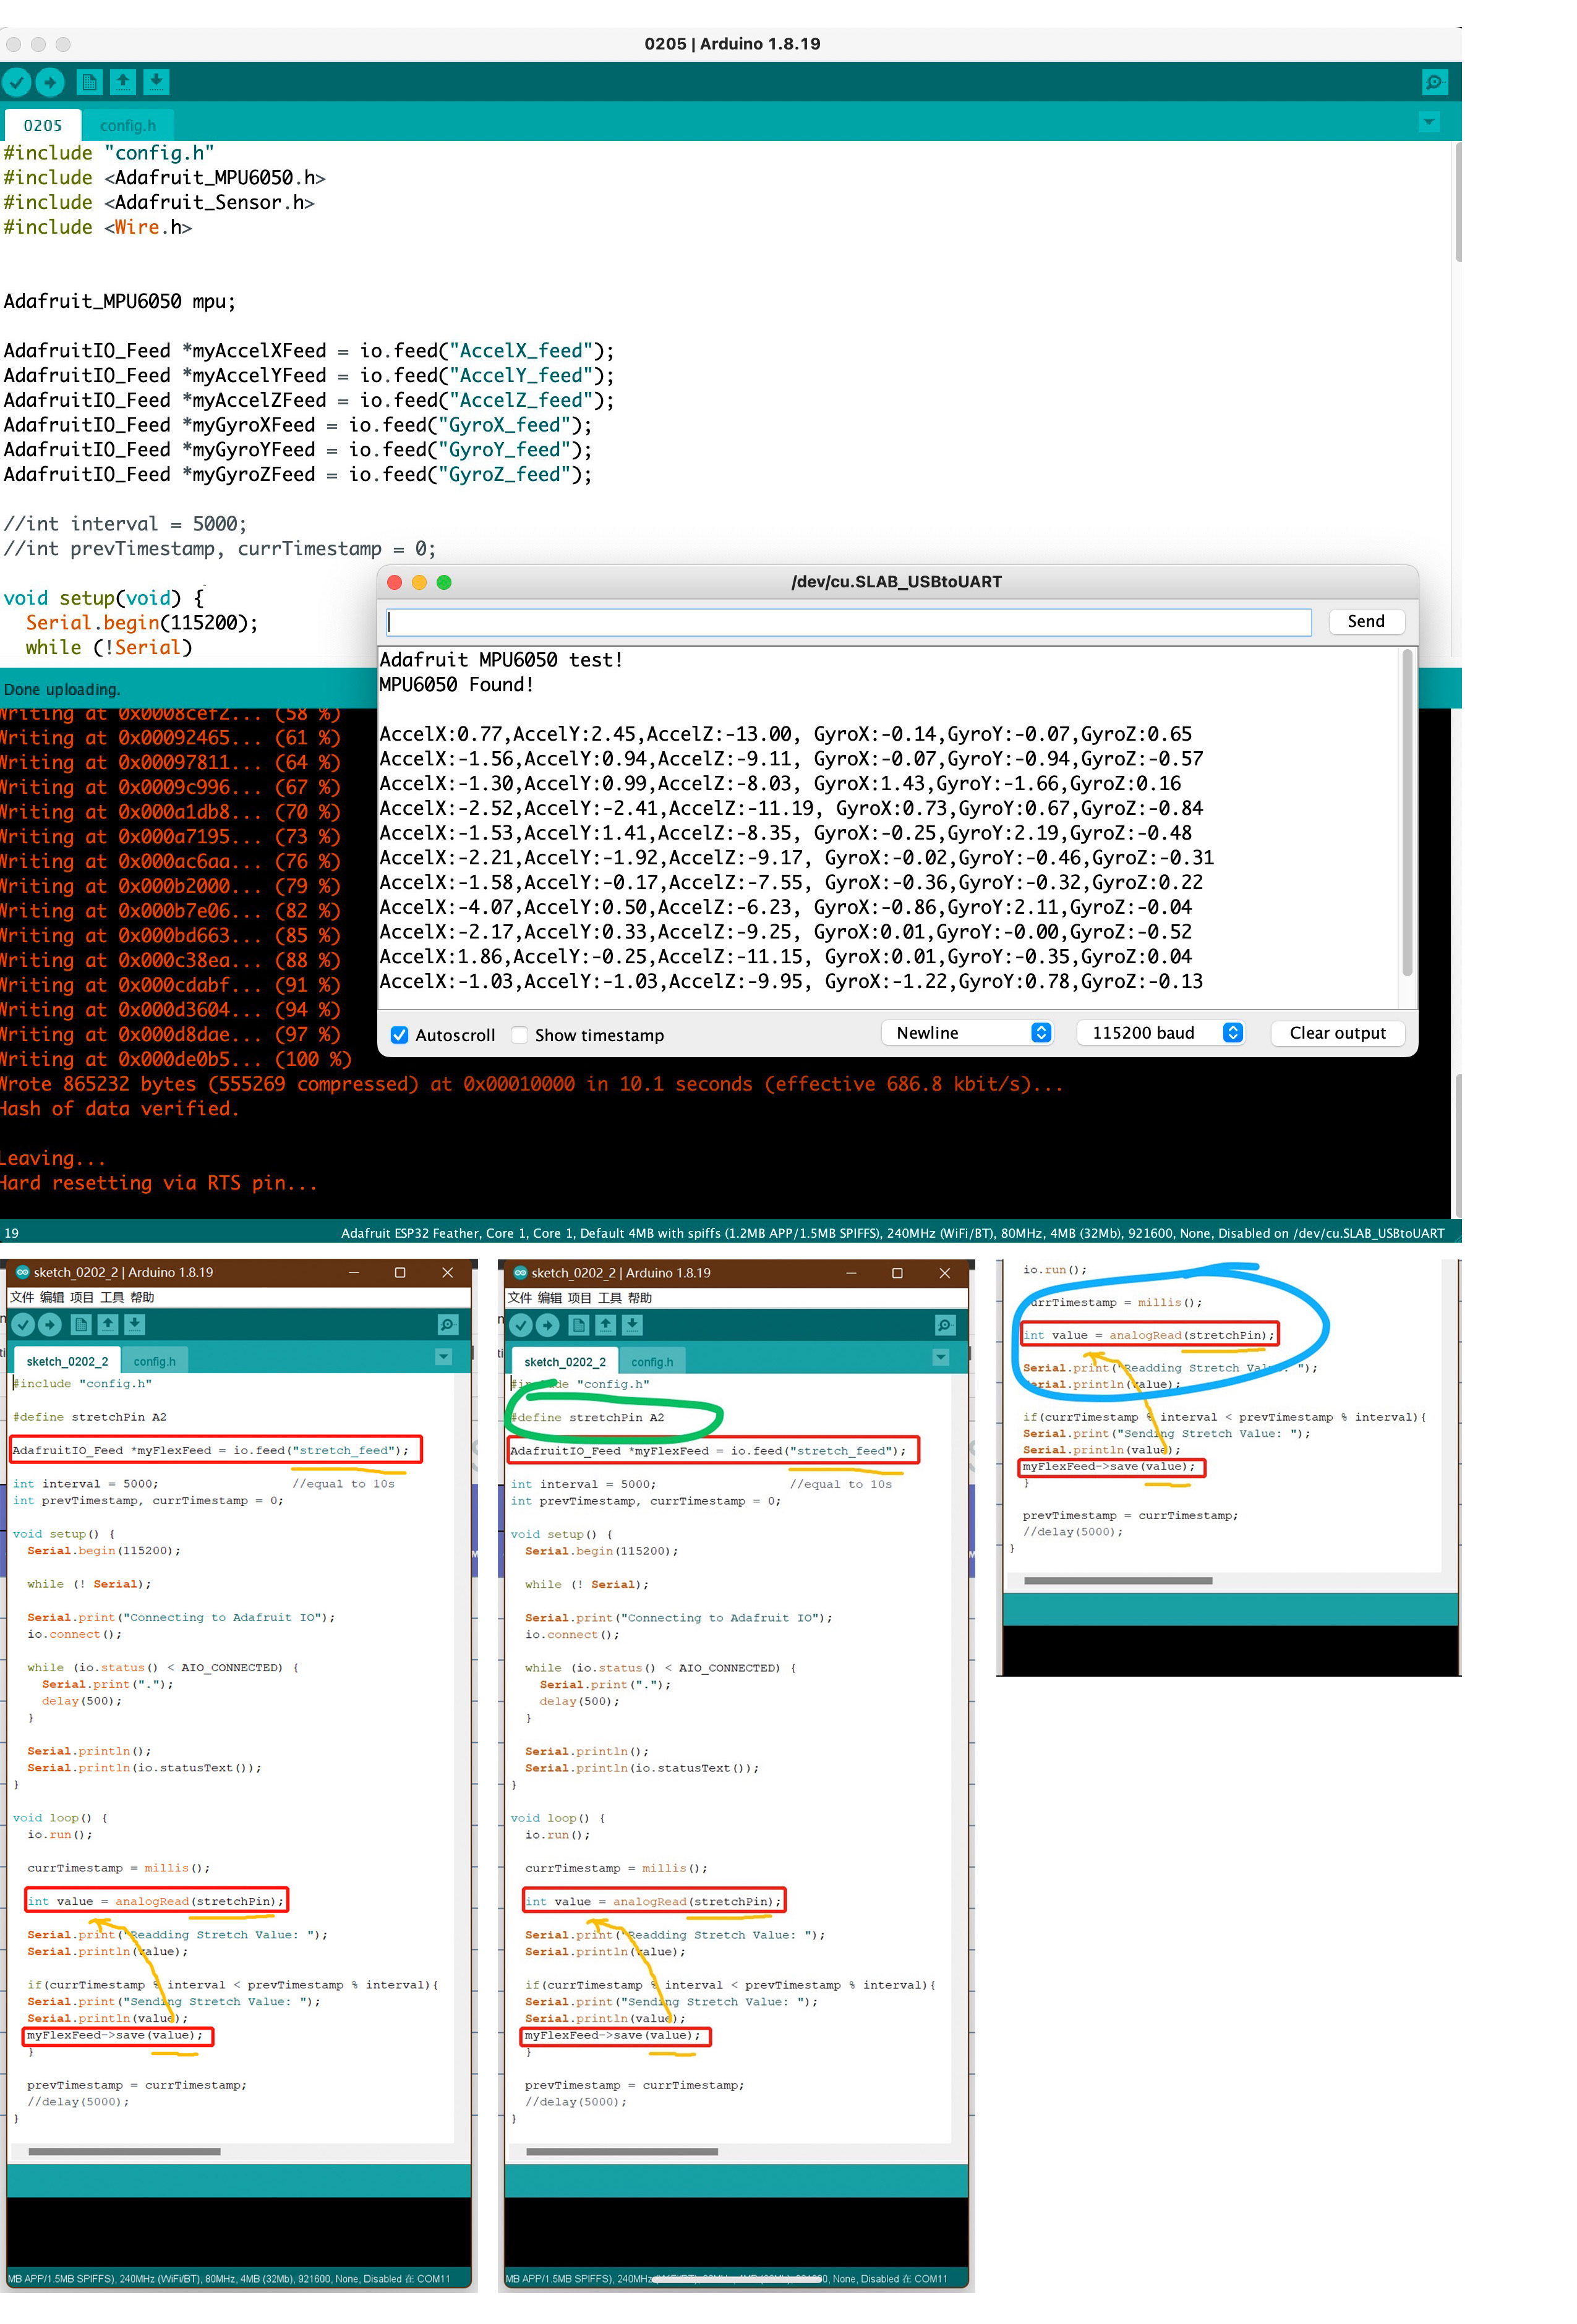 0205 | Arduino 1.8.19
0205
config.h
#include "config.h"
#include <Adafruit_MPU6050.h>
#include <Adafruit_Sensor.h>
#include <Wire.h>
Adafruit_MPU6050 mpu;
AdafruitIO_Feed *myAccelXFeed = io.feed("AccelX_feed");
AdafruitIO_Feed *myAccelYFeed = io.feed("AccelY_feed");
AdafruitIO_Feed *myAccelZFeed = io.feed("AccelZ_feed");
AdafruitIO_Feed *myGyroXFeed = io.feed("GyroX_feed");
AdafruitIO_Feed *myGyroYFeed = io.feed("GyroY_feed");
AdafruitIO_Feed *myGyroZFeed = io.feed("GyroZ_feed");
//int interval = 5000;
//int prevTimestamp, currTimestamp = 0;
void setup(void) {
Serial.begin(115200);
while (!Serial)
Done uploading.
Writing at 0x0008cef2... (58 %)
Writing at 0x00092465... (61 %)
Writing at 0x00097811... (64 %)
Writing at 0x0009c996... (67 %)
Writing at 0x000a1db8... (70 %)
Writing at 0x000a7195... (73 %)
Writing at 0x000ac6aa... (76 %)
Writing at 0x000b2000... (79 %)
Writing at 0x000b7e06... (82 %)
Writing at 0x000bd663... (85 %)
Writing at 0x000c38ea... (88 %)
Writing at 0x000cdabf... (91 %)
Writing at 0x000d3604... (94 %)
Writing at 0x000d8dae... (97 %)
Writing at 0x000de0b5... (100 %)
Wrote 865232 bytes (555269 compressed) at 0x00010000 in 10.1 seconds (effective 686.8 kbit/s)...
Hash of data verified.
Leaving...
Hard resetting via RTS pin...
19
Adafruit ESP32 Feather, Core 1, Core 1, Default 4MB with spiffs (1.2MB APP/1.5MB SPIFFS), 240MHz (WiFi/BT), 80MHz, 4MB (32Mb), 921600, None, Disabled on /dev/cu.SLAB_USBtoUART
/dev/cu.SLAB_USBtoUART
Send
Adafruit MPU6050 test!
MPU6050 Found!
AccelX:0.77,AccelY:2.45,AccelZ:-13.00, GyroX:-0.14,GyroY:-0.07,GyroZ:0.65
AccelX:-1.56,AccelY:0.94,AccelZ:-9.11, GyroX:-0.07,GyroY:-0.94,GyroZ:-0.57
AccelX:-1.30,AccelY:0.99,AccelZ:-8.03, GyroX:1.43,GyroY:-1.66,GyroZ:0.16
AccelX:-2.52,AccelY:-2.41,AccelZ:-11.19, GyroX:0.73,GyroY:0.67,GyroZ:-0.84
AccelX:-1.53,AccelY:1.41,AccelZ:-8.35, GyroX:-0.25,GyroY:2.19,GyroZ:-0.48
AccelX:-2.21,AccelY:-1.92,AccelZ:-9.17, GyroX:-0.02,GyroY:-0.46,GyroZ:-0.31
AccelX:-1.58,AccelY:-0.17,AccelZ:-7.55, GyroX:-0.36,GyroY:-0.32,GyroZ:0.22
AccelX:-4.07,AccelY:0.50,AccelZ:-6.23, GyroX:-0.86,GyroY:2.11,GyroZ:-0.04
AccelX:-2.17,AccelY:0.33,AccelZ:-9.25, GyroX:0.01,GyroY:-0.00,GyroZ:-0.52
AccelX:1.86,AccelY:-0.25,AccelZ:-11.15, GyroX:0.01,GyroY:-0.35,GyroZ:0.04
AccelX:-1.03,AccelY:-1.03,AccelZ:-9.95, GyroX:-1.22,GyroY:0.78,GyroZ:-0.13
Autoscroll
Show timestamp
Newline
115200 baud
Clear output
sketch_0202_2 | Arduino 1.8.19
文件 编辑 项目 工具 帮助
sketch_0202_2
config.h
#include "config.h"
#define stretchPin A2
AdafruitIO_Feed *myFlexFeed = io.feed("stretch_feed");
int interval = 5000; //equal to 10s
int prevTimestamp, currTimestamp = 0;
void setup() {
Serial.begin(115200);
while (! Serial);
Serial.print("Connecting to Adafruit IO");
io.connect();
while (io.status() < AIO_CONNECTED) {
Serial.print(".");
delay(500);
}
Serial.println();
Serial.println(io.statusText());
}
void loop() {
io.run();
currTimestamp = millis();
int value = analogRead(stretchPin);
Serial.print("Readding Stretch Value: ");
Serial.println(value);
if(currTimestamp % interval < prevTimestamp % interval){
Serial.print("Sending Stretch Value: ");
Serial.println(value);
myFlexFeed->save(value);
}
prevTimestamp = currTimestamp;
//delay(5000);
}
MB APP/1.5MB SPIFFS), 240MHz (WiFi/BT), 80MHz, 4MB (32Mb), 921600, None, Disabled 在 COM11
sketch_0202_2 | Arduino 1.8.19
文件 编辑 项目 工具 帮助
sketch_0202_2
config.h
#include "config.h"
#define stretchPin A2
AdafruitIO_Feed *myFlexFeed = io.feed("stretch_feed");
int interval = 5000; //equal to 10s
int prevTimestamp, currTimestamp = 0;
void setup() {
Serial.begin(115200);
while (! Serial);
Serial.print("Connecting to Adafruit IO");
io.connect();
while (io.status() < AIO_CONNECTED) {
Serial.print(".");
delay(500);
}
Serial.println();
Serial.println(io.statusText());
}
void loop() {
io.run();
currTimestamp = millis();
int value = analogRead(stretchPin);
Serial.print("Readding Stretch Value: ");
Serial.println(value);
if(currTimestamp % interval < prevTimestamp % interval){
Serial.print("Sending Stretch Value: ");
Serial.println(value);
myFlexFeed->save(value);
}
prevTimestamp = currTimestamp;
//delay(5000);
}
MB APP/1.5MB SPIFFS), 240MHz None, Disabled 在 COM11
io.run();
currTimestamp = millis();
int value = analogRead(stretchPin);
Serial.print("Readding Stretch Value: ");
Serial.println(value);
if(currTimestamp % interval < prevTimestamp % interval){
Serial.print("Sending Stretch Value: ");
Serial.println(value);
myFlexFeed->save(value);
}
prevTimestamp = currTimestamp;
//delay(5000);
}